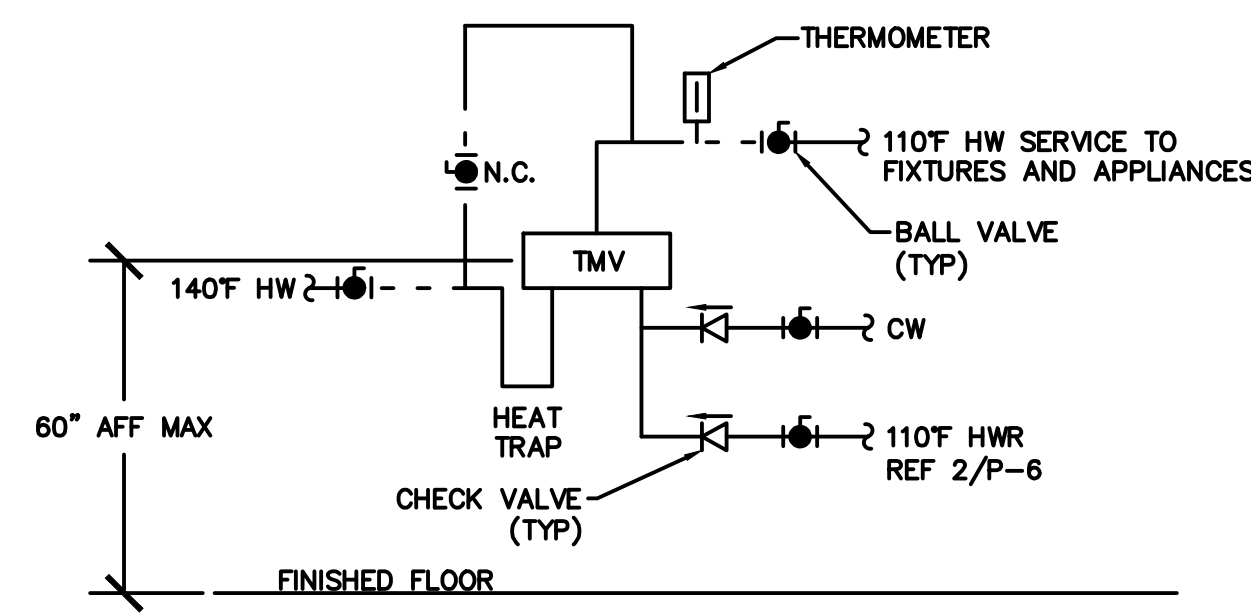 THERMOMETER
110°F HW SERVICE TO
FIXTURES AND APPLIANCES
N.C.
BALL VALVE
(TYP)
TMV
140°F HW
CW
60" AFF MAX
HEAT
TRAP
110°F HWR
REF 2/P-6
CHECK VALVE
(TYP)
FINISHED FLOOR